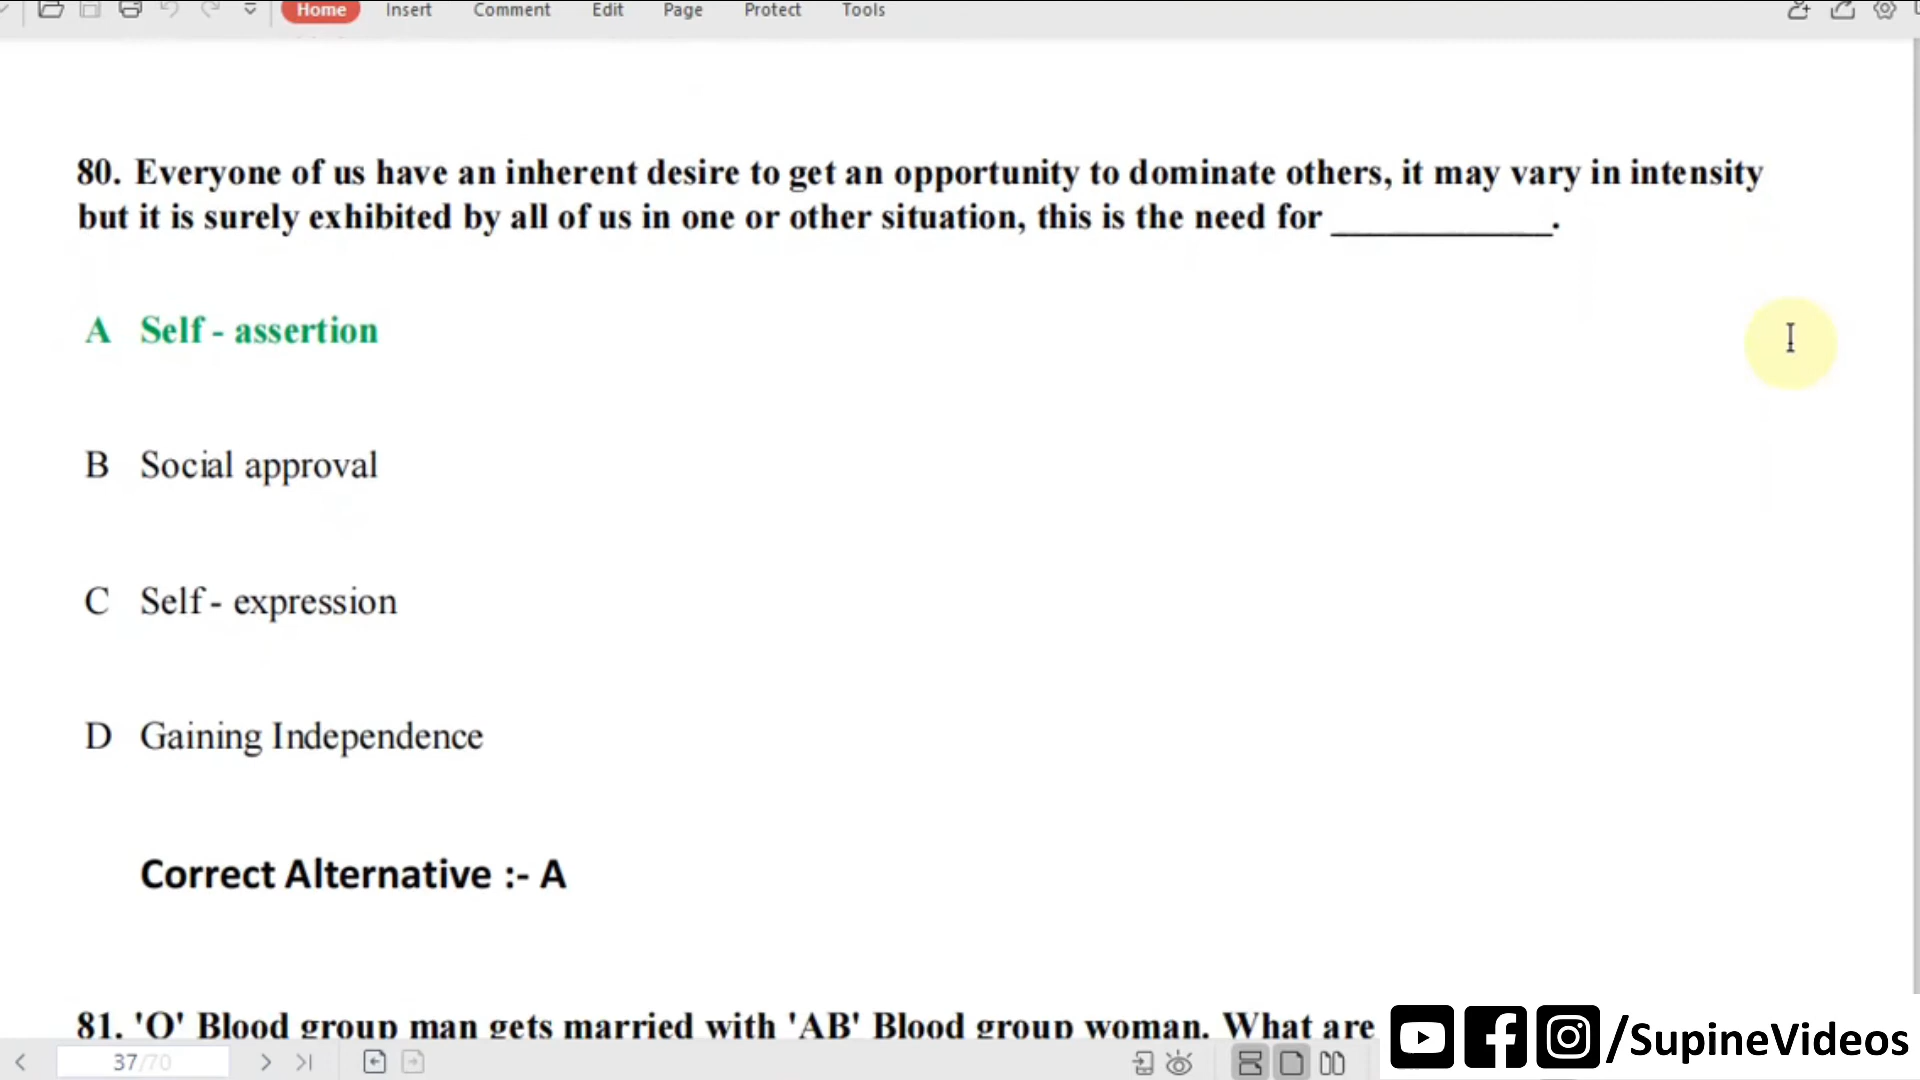 Home Insert Comment Edit Page Protect Tools
80. Everyone of us have an inherent desire to get an opportunity to dominate others, it may vary in intensity
but it is surely exhibited by all of us in one or other situation, this is the need for ____________.
A Self - assertion
B Social approval
C Self - expression
D Gaining Independence
Correct Alternative :- A
81. 'O' Blood group man gets married with 'AB' Blood group woman. What are
37/70
/SupineVideos